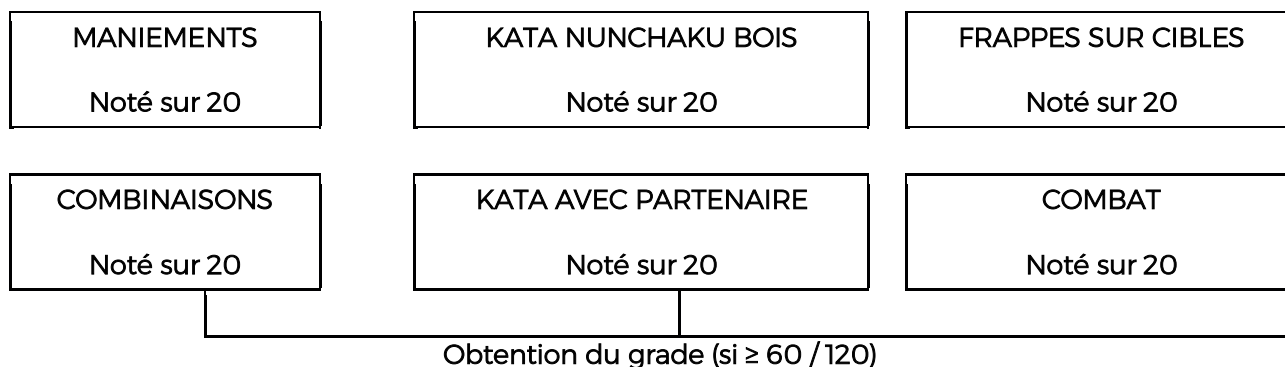 MANIEMENTS
Noté sur 20
KATA NUNCHAKU BOIS
Noté sur 20
FRAPPES SUR CIBLES
Noté sur 20
COMBINAISONS
Noté sur 20
KATA AVEC PARTENAIRE
Noté sur 20
COMBAT
Noté sur 20
Obtention du grade (si ≥ 60 / 120)